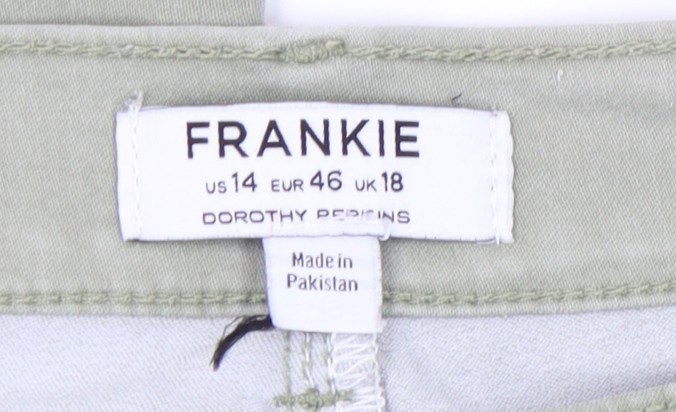 FRANKIE
US 14 EUR 46 UK 18
DOROTHY PERKINS
Made in
Pakistan